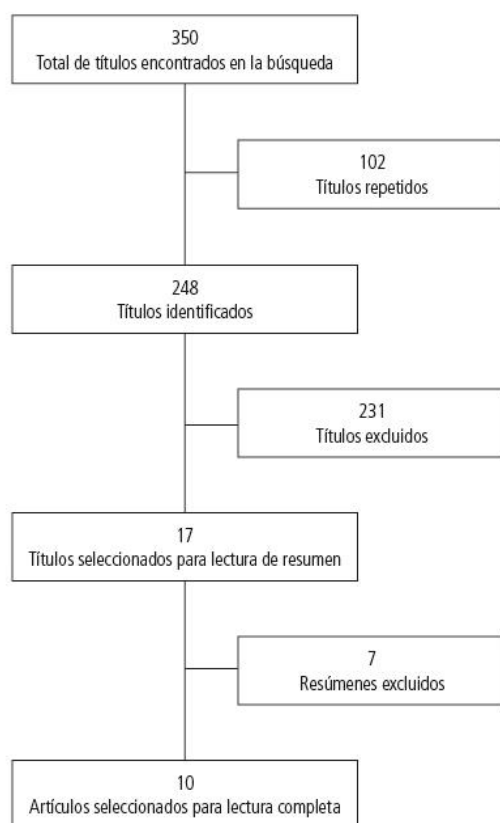 350
Total de títulos encontrados en la búsqueda
102
Títulos repetidos
248
Títulos identificados
231
Títulos excluidos
17
Títulos seleccionados para lectura de resumen
7
Resúmenes excluidos
10
Artículos seleccionados para lectura completa